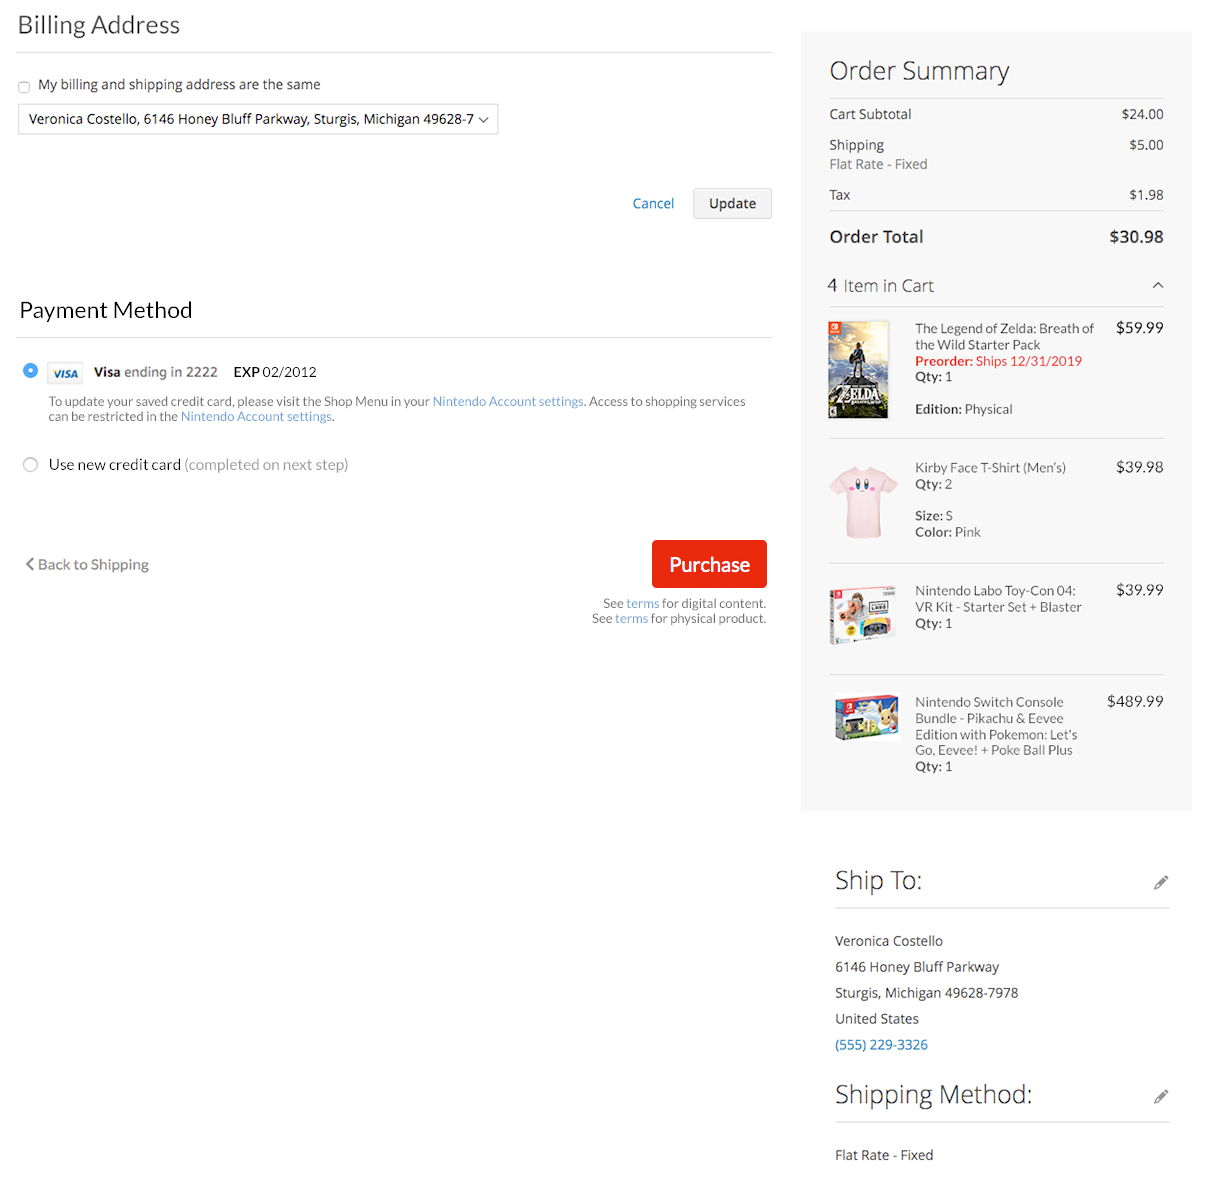 Billing Address
My billing and shipping address are the same
Veronica Costello, 6146 Honey Bluff Parkway, Sturgis, Michigan 49628-7
Cancel
Update
Payment Method
VISA
Visa ending in 2222 EXP 02/2012
To update your saved credit card, please visit the Shop Menu in your Nintendo Account settings. Access to shopping services
can be restricted in the Nintendo Account settings.
Use new credit card (completed on next step)
Back to Shipping
Purchase
See terms for digital content.
See terms for physical product.
Order Summary
Cart Subtotal $24.00
Shipping $5.00
Flat Rate - Fixed
Tax $1.98
Order Total $30.98
4 Item in Cart
ZELDA
The Legend of Zelda: Breath of $59.99
the Wild Starter Pack
Preorder: Ships 12/31/2019
Qty: 1
Edition: Physical
Kirby Face T-Shirt (Men's) $39.98
Qty: 2
Size: S
Color: Pink
LABO
Nintendo Labo Toy-Con 04: $39.99
VR Kit - Starter Set + Blaster
Qty: 1
Nintendo Switch Console $489.99
Bundle - Pikachu & Eevee
Edition with Pokemon: Let's
Go, Eevee! + Poke Ball Plus
Qty: 1
Ship To:
Veronica Costello
6146 Honey Bluff Parkway
Sturgis, Michigan 49628-7978
United States
(555) 229-3326
Shipping Method:
Flat Rate - Fixed